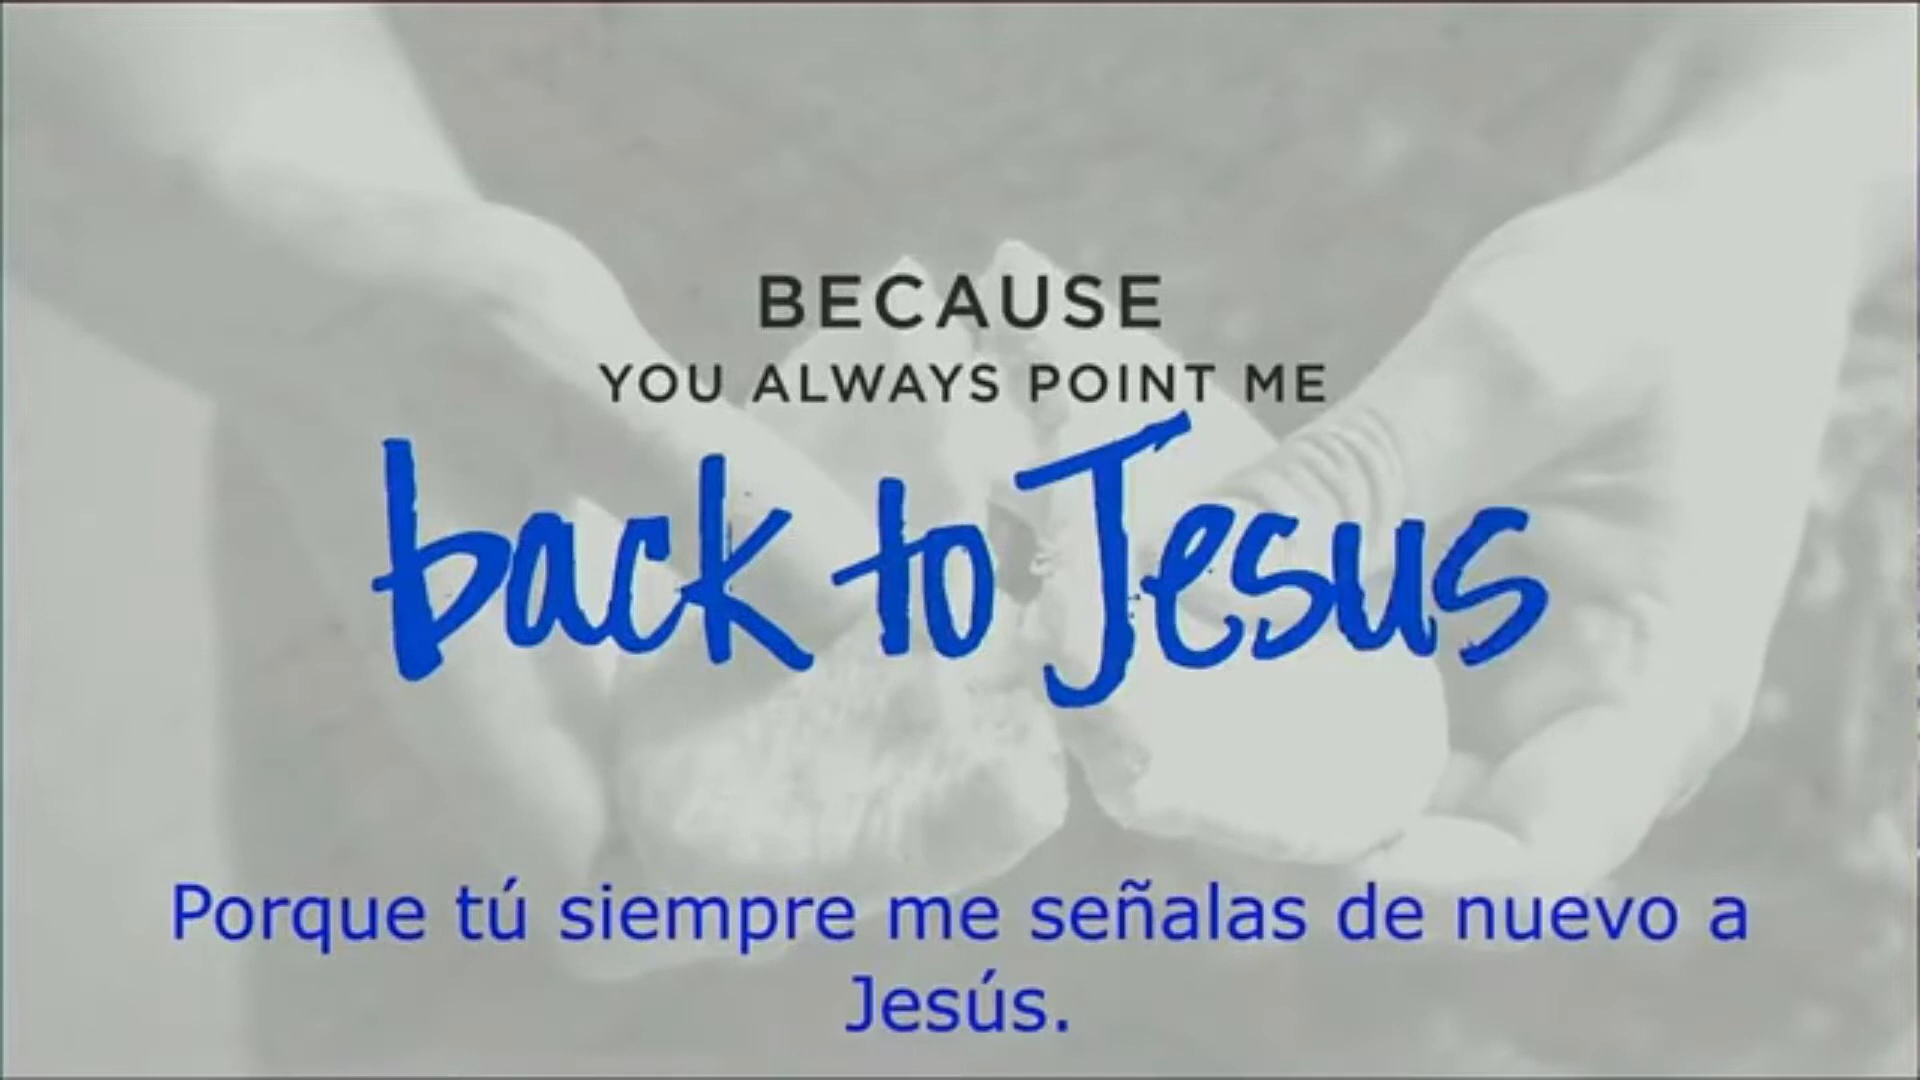 BECAUSE
YOU ALWAYS POINT ME
back to Jesus
Porque tú siempre me señalas de nuevo a
Jesús.